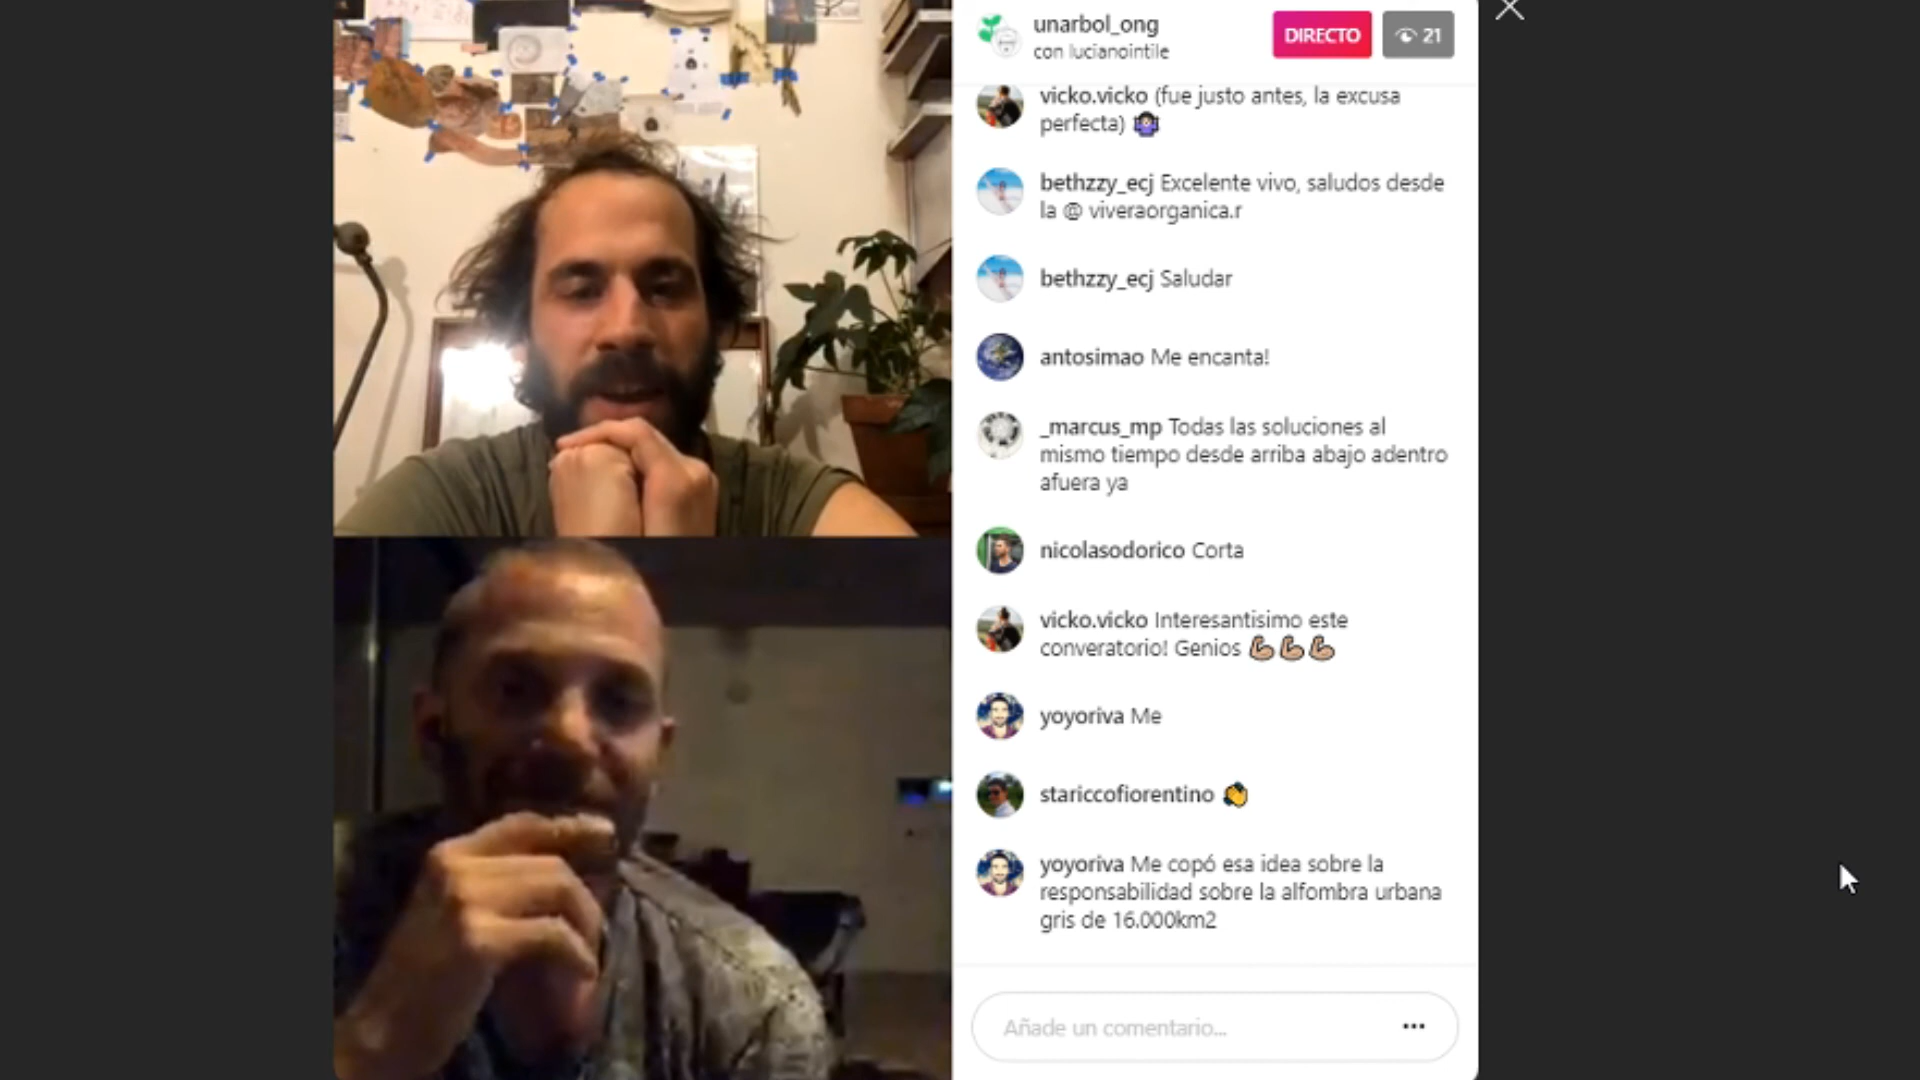 unarbol_ong
con lucianointile
DIRECTO
21
vicko.vicko (fue justo antes, la excusa
perfecta) 🤷🏻‍♀️
bethzzy_ecj Excelente vivo, saludos desde
la @ viveraorganica.r
bethzzy_ecj Saludar
antosimao Me encanta!
_marcus_mp Todas las soluciones al
mismo tiempo desde arriba abajo adentro
afuera ya
nicolasodorico Corta
vicko.vicko Interesantisimo este
converatorio! Genios 💪🏼💪🏼💪🏼
yoyoriva Me
stariccofiorentino 👏
yoyoriva Me copó esa idea sobre la
responsabilidad sobre la alfombra urbana
gris de 16.000km2
Añade un comentario...